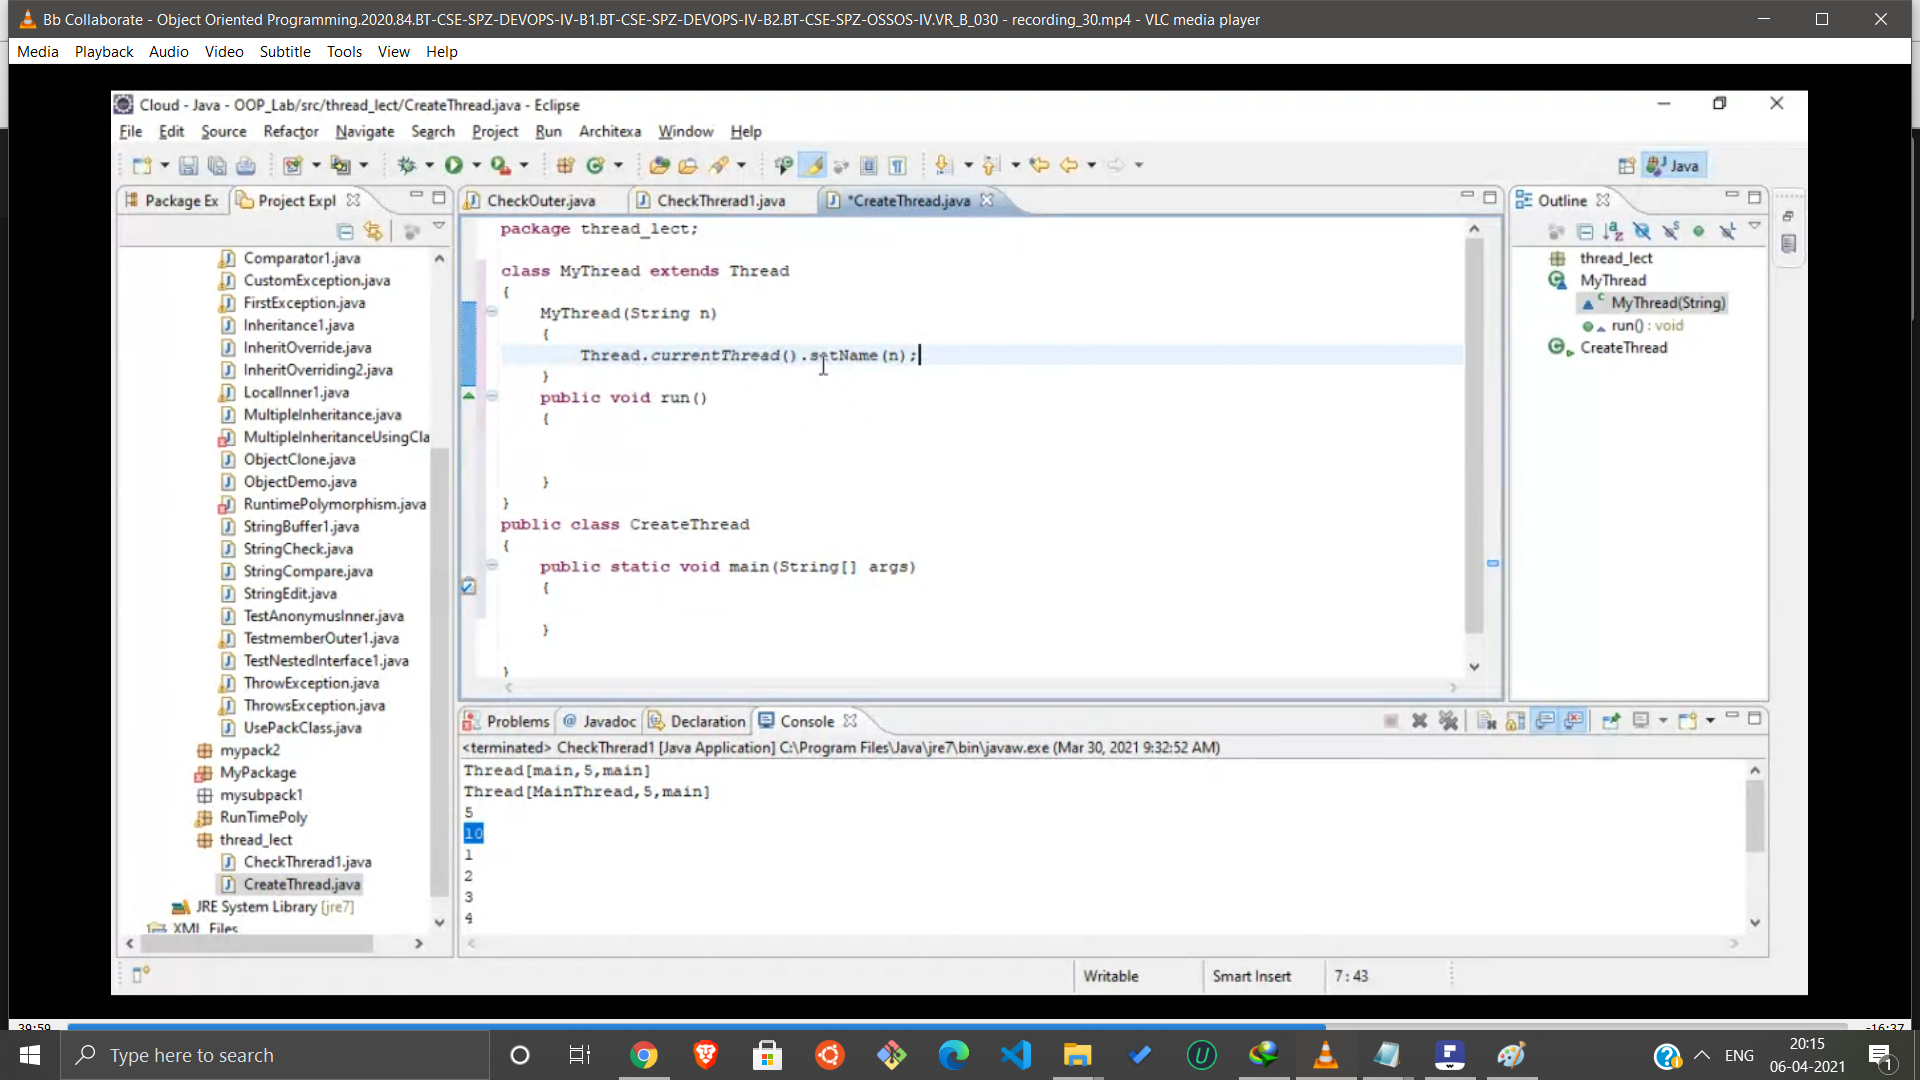 Bb Collaborate - Object Oriented Programming.2020.84.BT-CSE-SPZ-DEVOPS-IV-B1.BT-CSE-SPZ-DEVOPS-IV-B2.BT-CSE-SPZ-OSSOS-IV.VR_B_030 - recording_30.mp4 - VLC media player
Media Playback Audio Video Subtitle Tools View Help
Cloud - Java - OOP_Lab/src/thread_lect/CreateThread.java - Eclipse
File Edit Source Refactor Navigate Search Project Run Architexa Window Help
Java
Package Ex Project Expl
Comparator1.java
CustomException.java
FirstException.java
Inheritance1.java
InheritOverride.java
InheritOverriding2.java
LocalInner1.java
MultipleInheritance.java
MultipleInheritanceUsingCla
ObjectClone.java
ObjectDemo.java
RuntimePolymorphism.java
StringBuffer1.java
StringCheck.java
StringCompare.java
StringEdit.java
TestAnonymusInner.java
TestmemberOuter1.java
TestNestedInterface1.java
ThrowException.java
ThrowsException.java
UsePackClass.java
mypack2
MyPackage
mysubpack1
RunTimePoly
thread_lect
CheckThrerad1.java
CreateThread.java
JRE System Library [jre7]
XML Files
CheckOuter.java CheckThrerad1.java *CreateThread.java
package thread_lect;
class MyThread extends Thread
{
MyThread(String n)
{
Thread.currentThread().setName(n);
}
public void run()
{
}
}
public class CreateThread
{
public static void main(String[] args)
{
}
}
Outline
thread_lect
MyThread
MyThread(String)
run() : void
CreateThread
Problems @ Javadoc Declaration Console
<terminated> CheckThrerad1 [Java Application] C:\Program Files\Java\jre7\bin\javaw.exe (Mar 30, 2021 9:32:52 AM)
Thread[main,5,main]
Thread[MainThread,5,main]
5
10
1
2
3
4
Writable Smart Insert 7 : 43
39:59 -16:37
Type here to search
ENG
20:15
06-04-2021
1